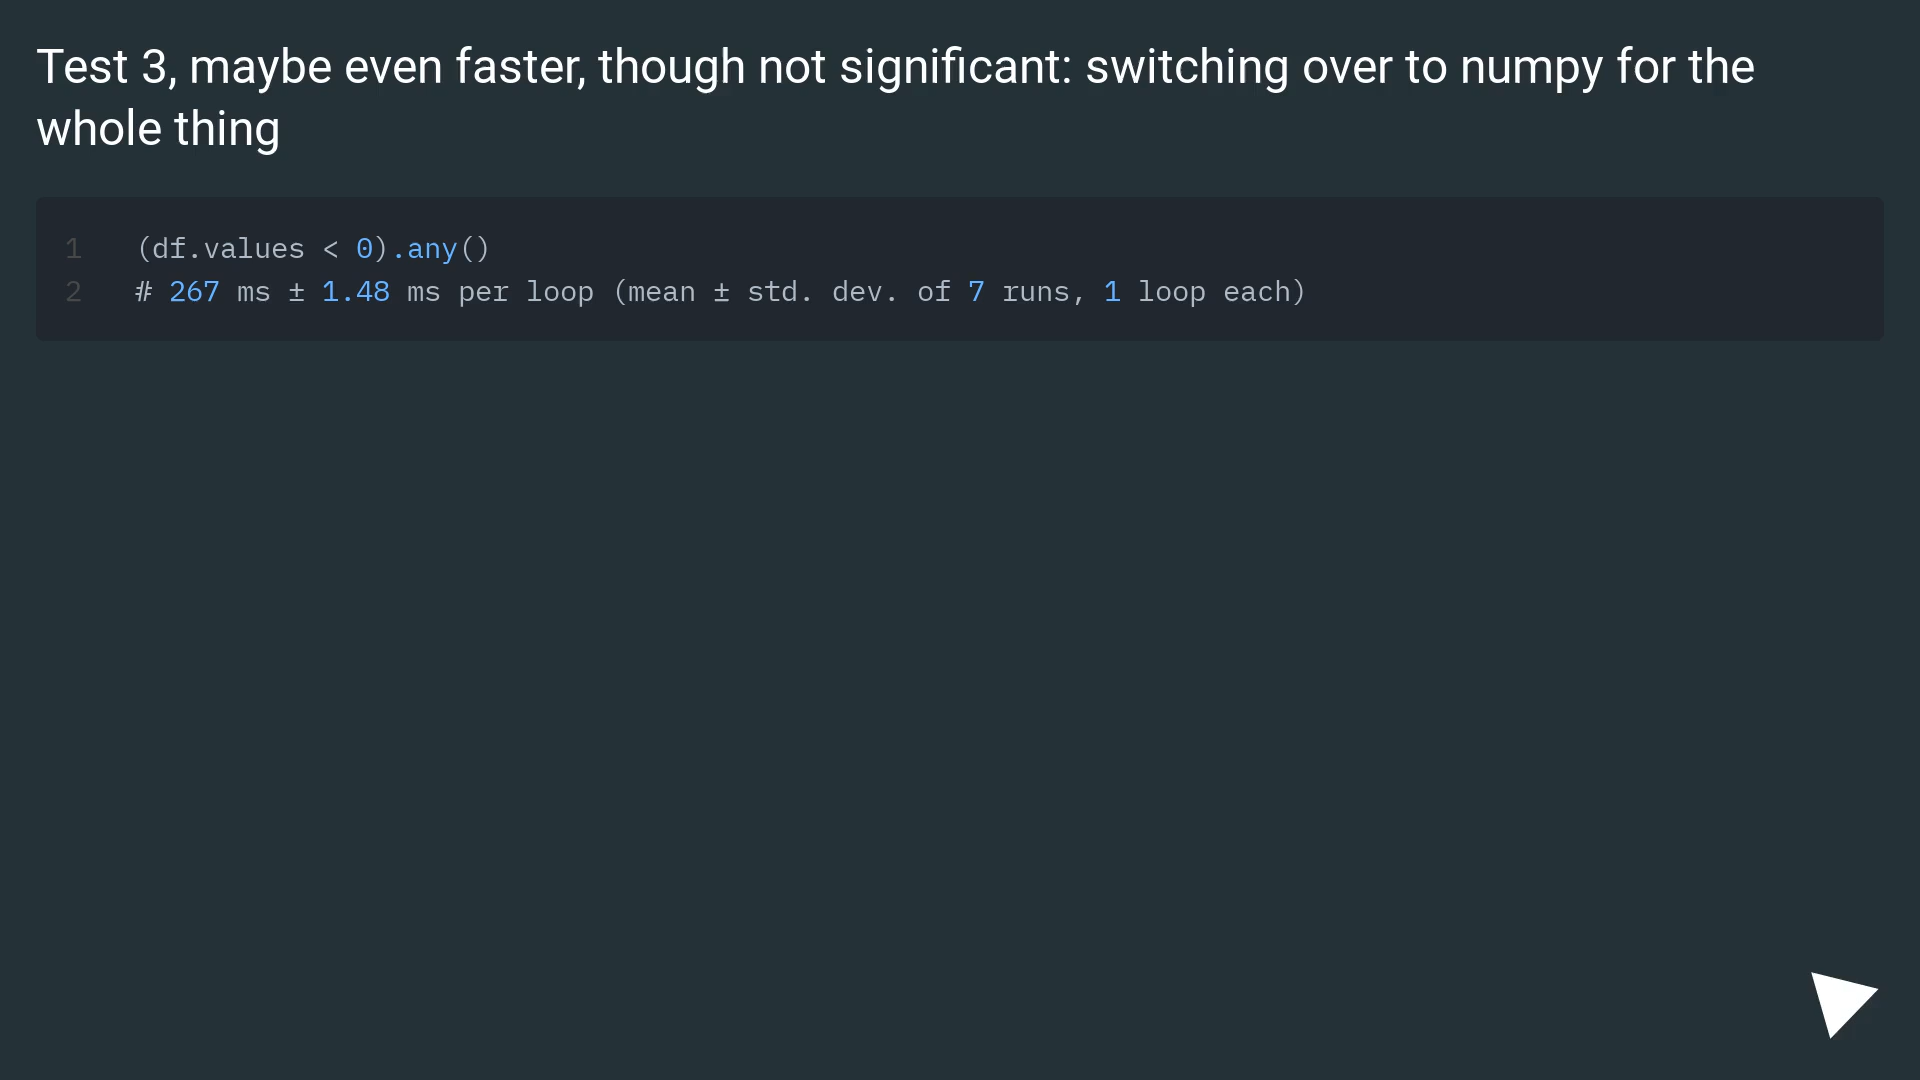 Test 3, maybe even faster, though not significant: switching over to numpy for the
whole thing
1 (df.values < 0).any()
2 # 267 ms ± 1.48 ms per loop (mean ± std. dev. of 7 runs, 1 loop each)